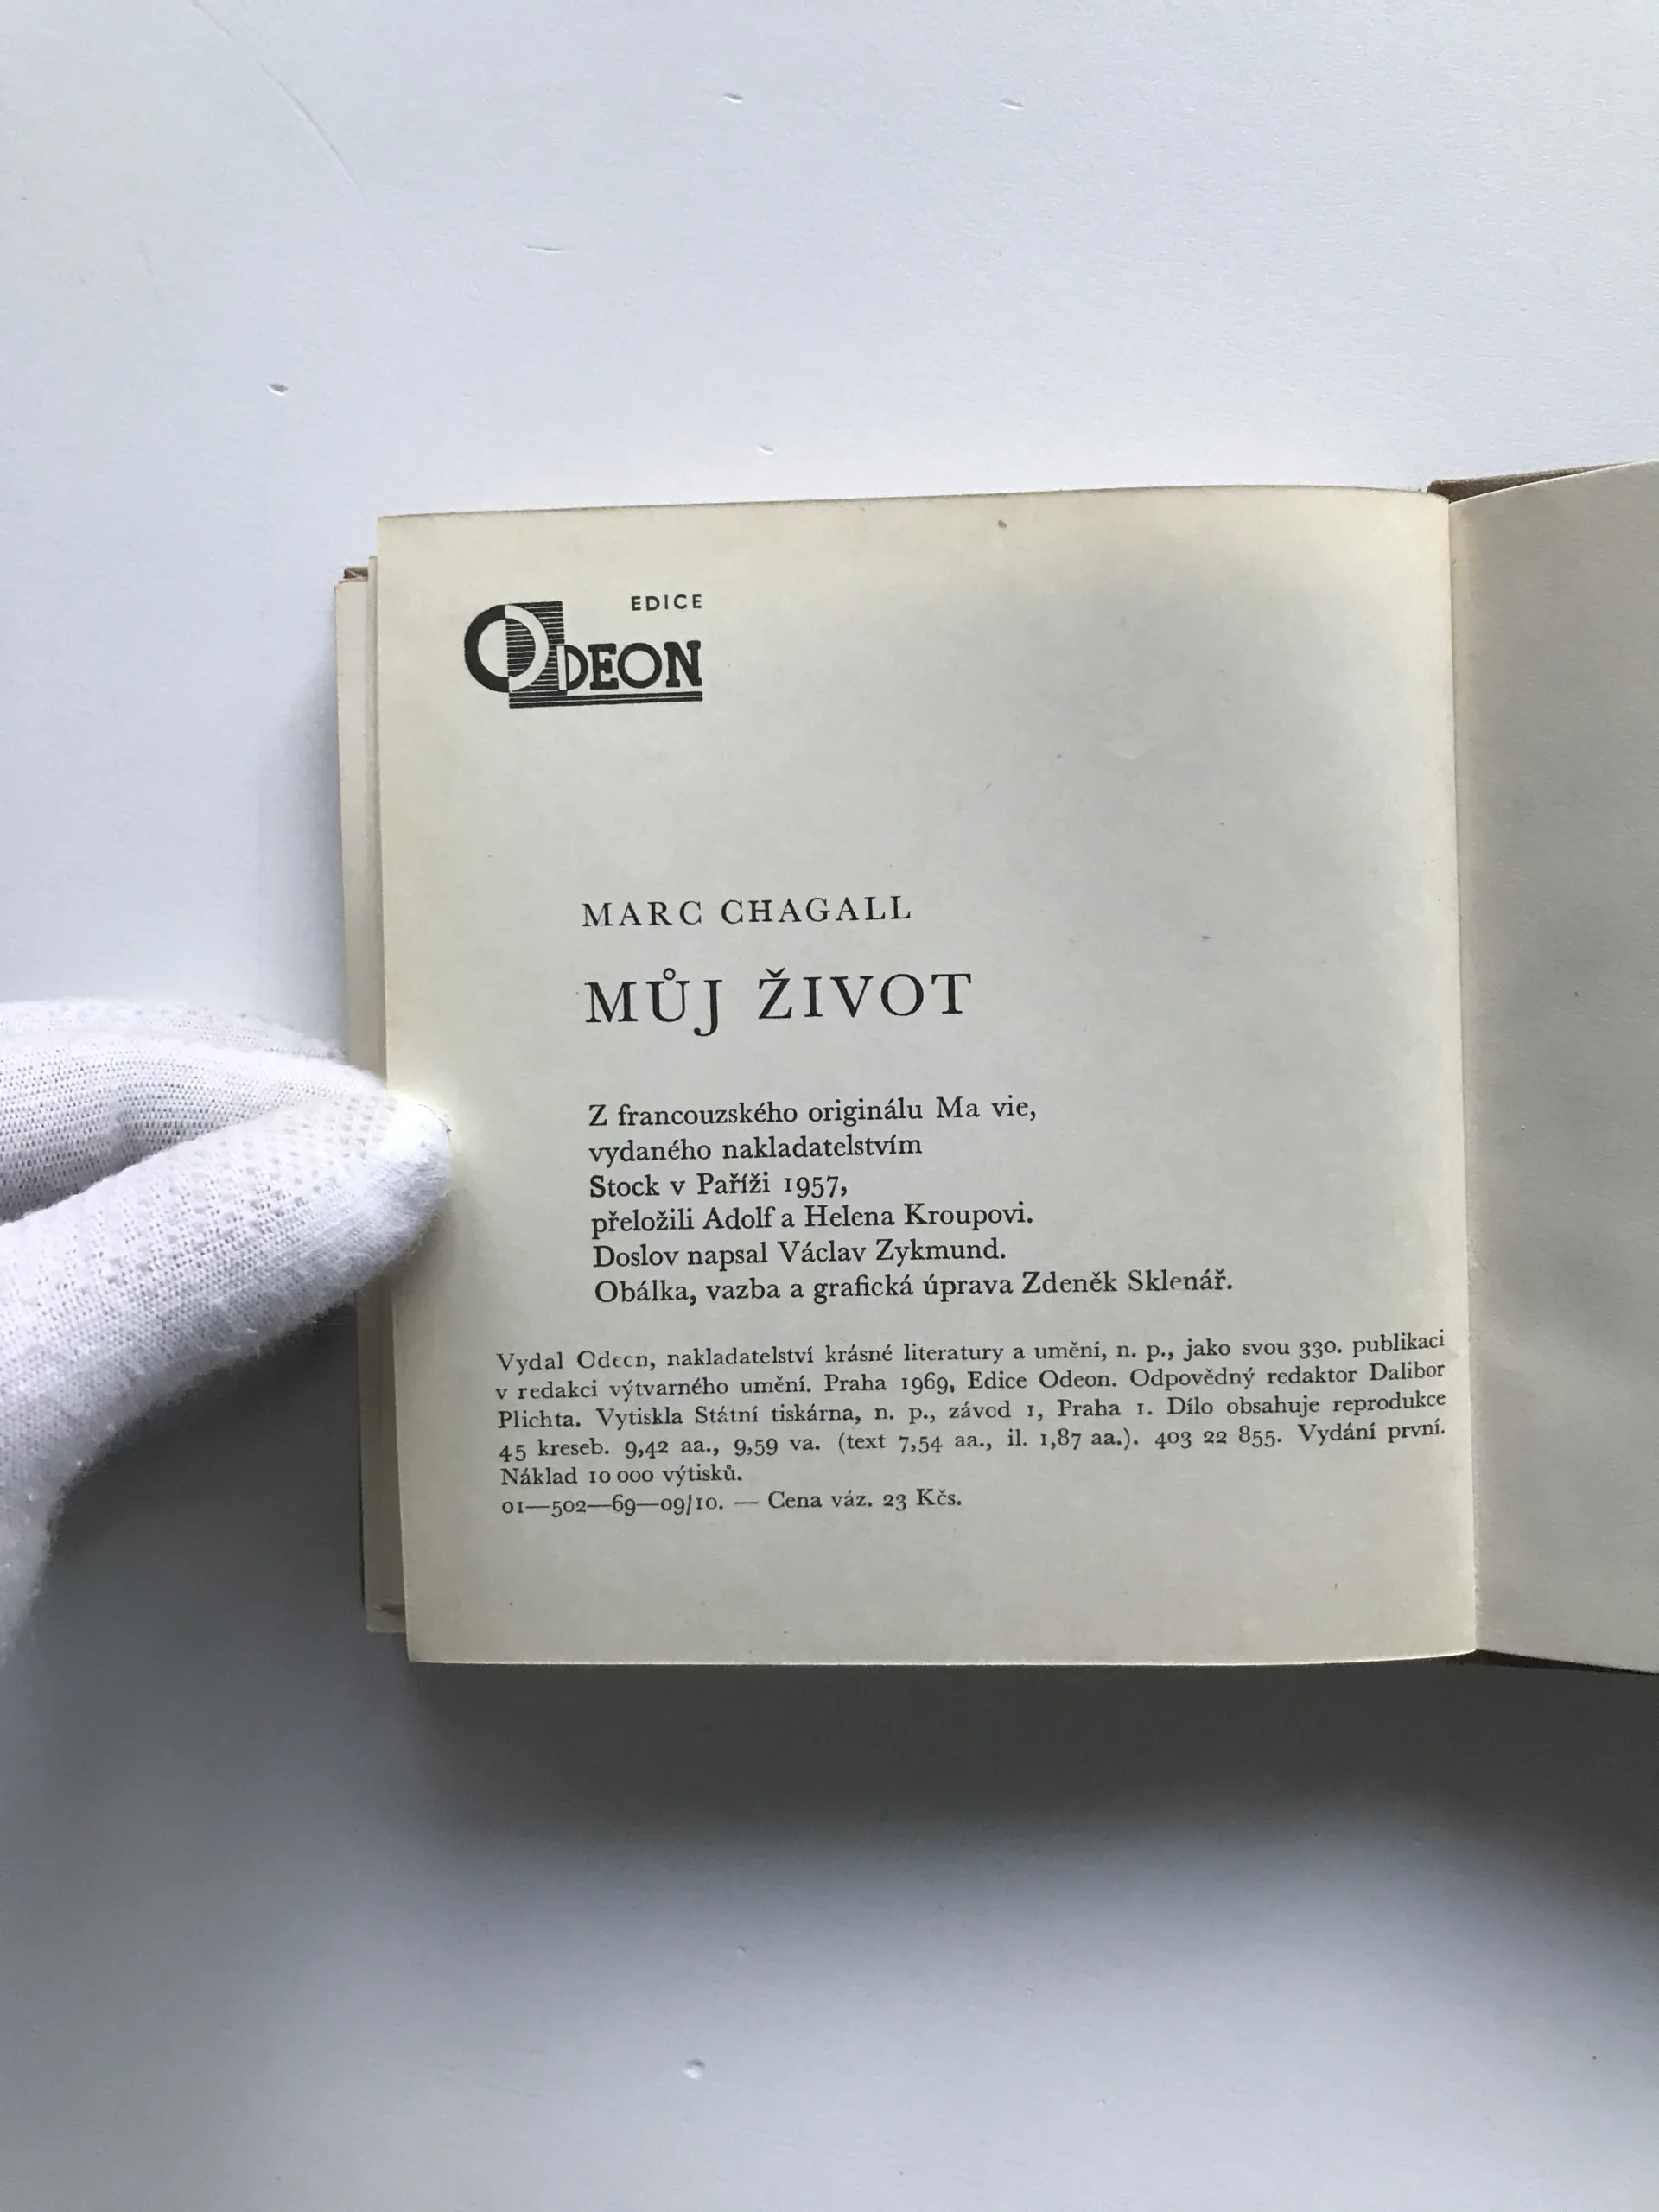 EDICE
ODEON
MARC CHAGALL
MŮJ ŽIVOT
Z francouzského originálu Ma vie,
vydaného nakladatelstvím
Stock v Paříži 1957,
přeložili Adolf a Helena Kroupovi.
Doslov napsal Václav Zykmund.
Obálka, vazba a grafická úprava Zdeněk Sklenář.
Vydal Odeon, nakladatelství krásné literatury a umění, n. p., jako svou 330. publikaci
v redakci výtvarného umění. Praha 1969, Edice Odeon. Odpovědný redaktor Dalibor
Plichta. Vytiskla Státní tiskárna, n. p., závod 1, Praha 1. Dílo obsahuje reprodukce
45 kreseb. 9,42 aa., 9,59 va. (text 7,54 aa., il. 1,87 aa.). 403 22 855. Vydání první.
Náklad 10 000 výtisků.
01—502—69—09/10. — Cena váz. 23 Kčs.